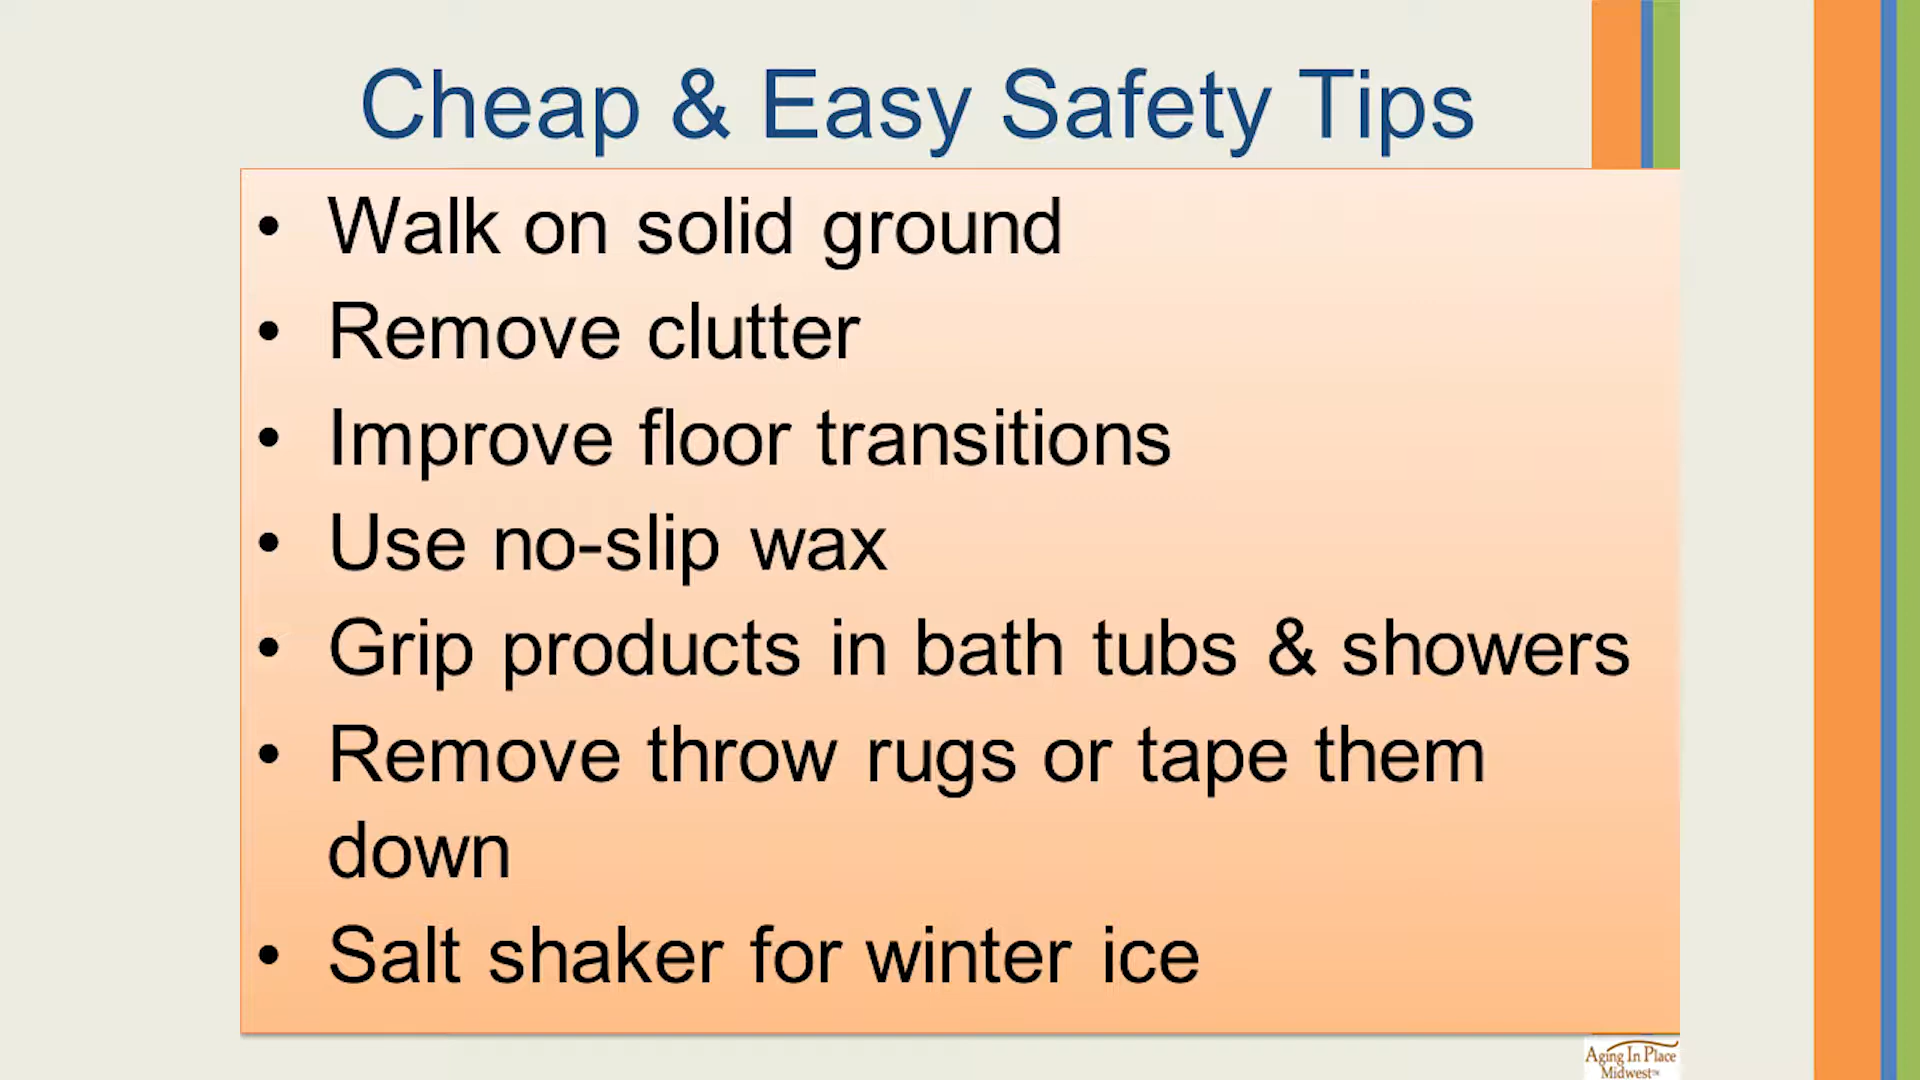 Cheap & Easy Safety Tips
• Walk on solid ground
• Remove clutter
• Improve floor transitions
• Use no-slip wax
• Grip products in bath tubs & showers
• Remove throw rugs or tape them
down
• Salt shaker for winter ice
Aging In Place
Midwest™